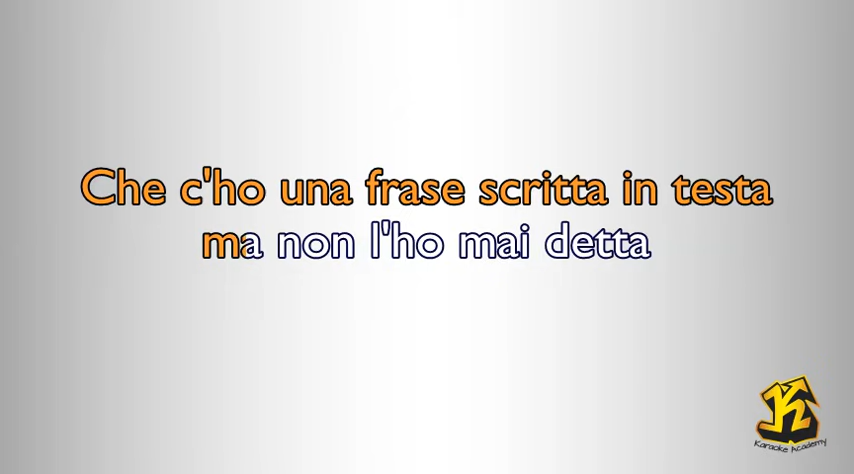 Che c'ho una frase scritta in testa
ma non l'ho mai detta
K
Karaoke Academy